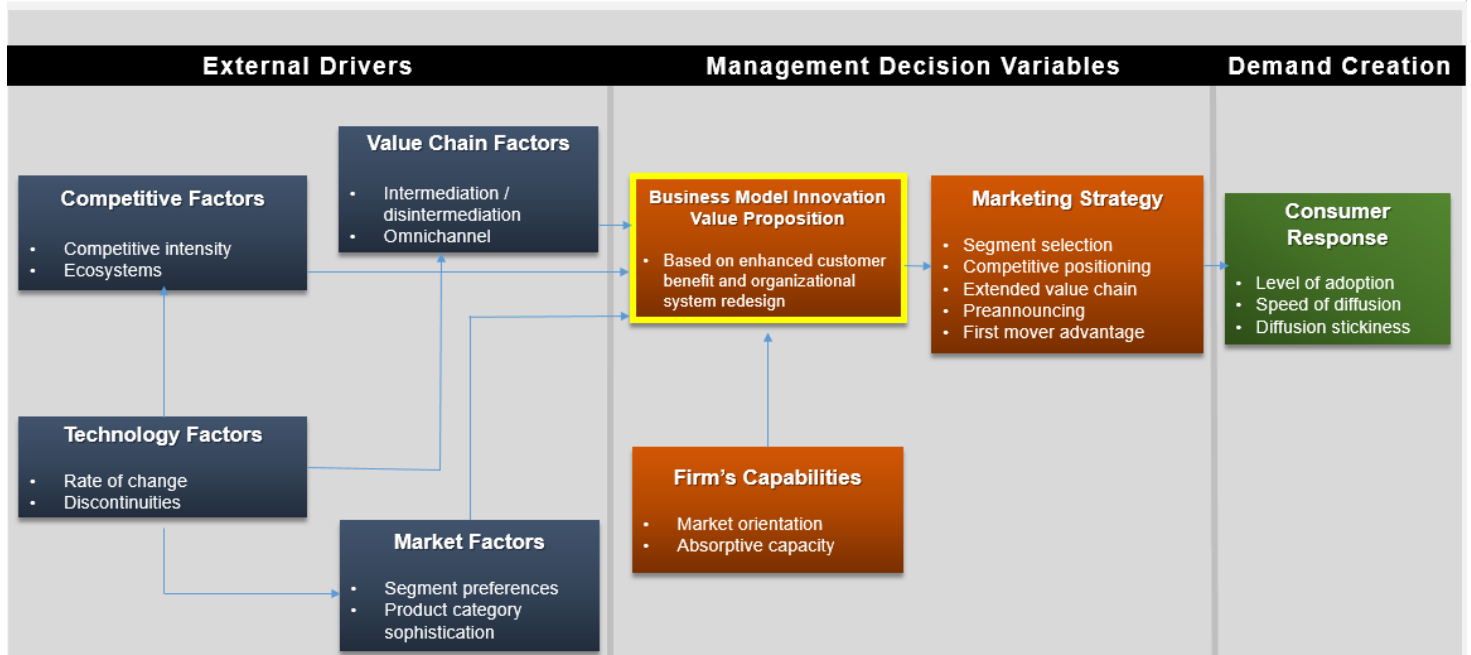 External Drivers
Management Decision Variables
Demand Creation
Value Chain Factors
• Intermediation /
disintermediation
• Omnichannel
Competitive Factors
• Competitive intensity
• Ecosystems
Business Model Innovation
Value Proposition
• Based on enhanced customer
benefit and organizational
system redesign
Marketing Strategy
• Segment selection
• Competitive positioning
• Extended value chain
• Preannouncing
• First mover advantage
Consumer
Response
• Level of adoption
• Speed of diffusion
• Diffusion stickiness
Technology Factors
• Rate of change
• Discontinuities
Firm’s Capabilities
• Market orientation
• Absorptive capacity
Market Factors
• Segment preferences
• Product category
sophistication